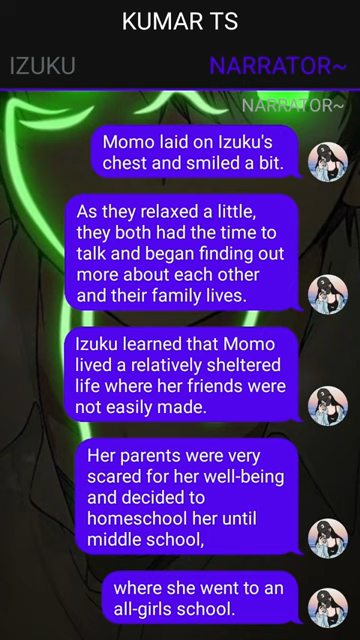 KUMAR TS
IZUKU
NARRATOR~
NARRATOR~
Momo laid on Izuku's
chest and smiled a bit.
As they relaxed a little,
they both had the time to
talk and began finding out
more about each other
and their family lives.
Izuku learned that Momo
lived a relatively sheltered
life where her friends were
not easily made.
Her parents were very
scared for her well-being
and decided to
homeschool her until
middle school,
where she went to an
all-girls school.